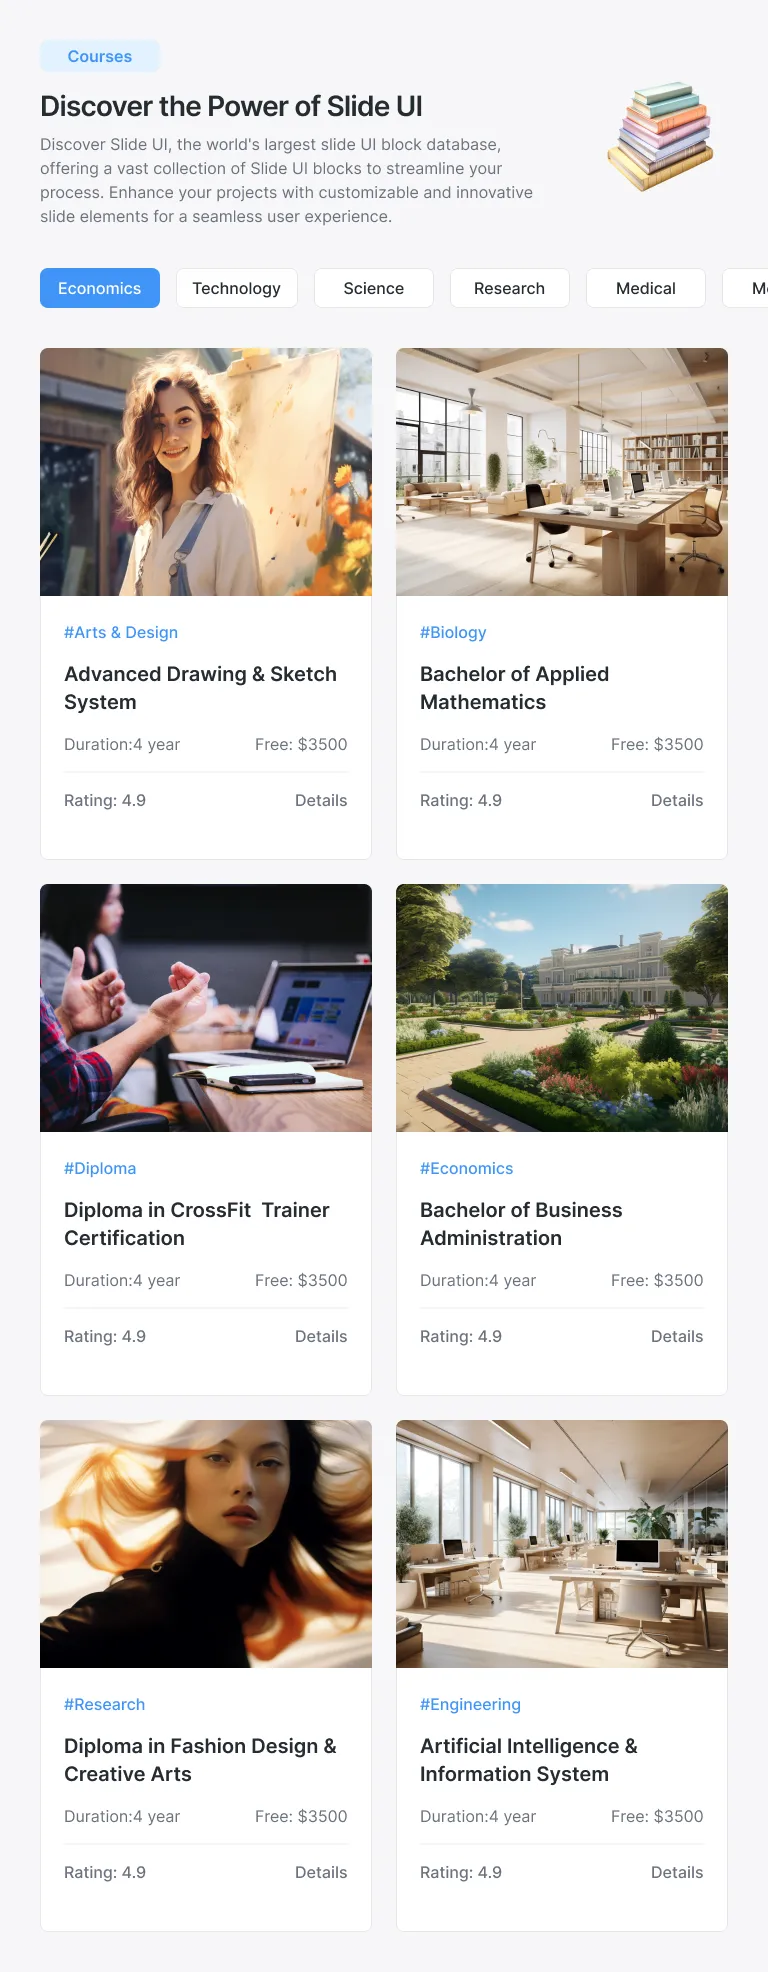 Courses
Discover the Power of Slide UI
Discover Slide UI, the world's largest slide UI block database,
offering a vast collection of Slide UI blocks to streamline your
process. Enhance your projects with customizable and innovative
slide elements for a seamless user experience.
Economics Technology Science Research Medical
#Arts & Design
Advanced Drawing & Sketch
System
Duration:4 year Free: $3500
Rating: 4.9 Details
#Biology
Bachelor of Applied
Mathematics
Duration:4 year Free: $3500
Rating: 4.9 Details
#Diploma
Diploma in CrossFit  Trainer
Certification
Duration:4 year Free: $3500
Rating: 4.9 Details
#Economics
Bachelor of Business
Administration
Duration:4 year Free: $3500
Rating: 4.9 Details
#Research
Diploma in Fashion Design &
Creative Arts
Duration:4 year Free: $3500
Rating: 4.9 Details
#Engineering
Artificial Intelligence &
Information System
Duration:4 year Free: $3500
Rating: 4.9 Details